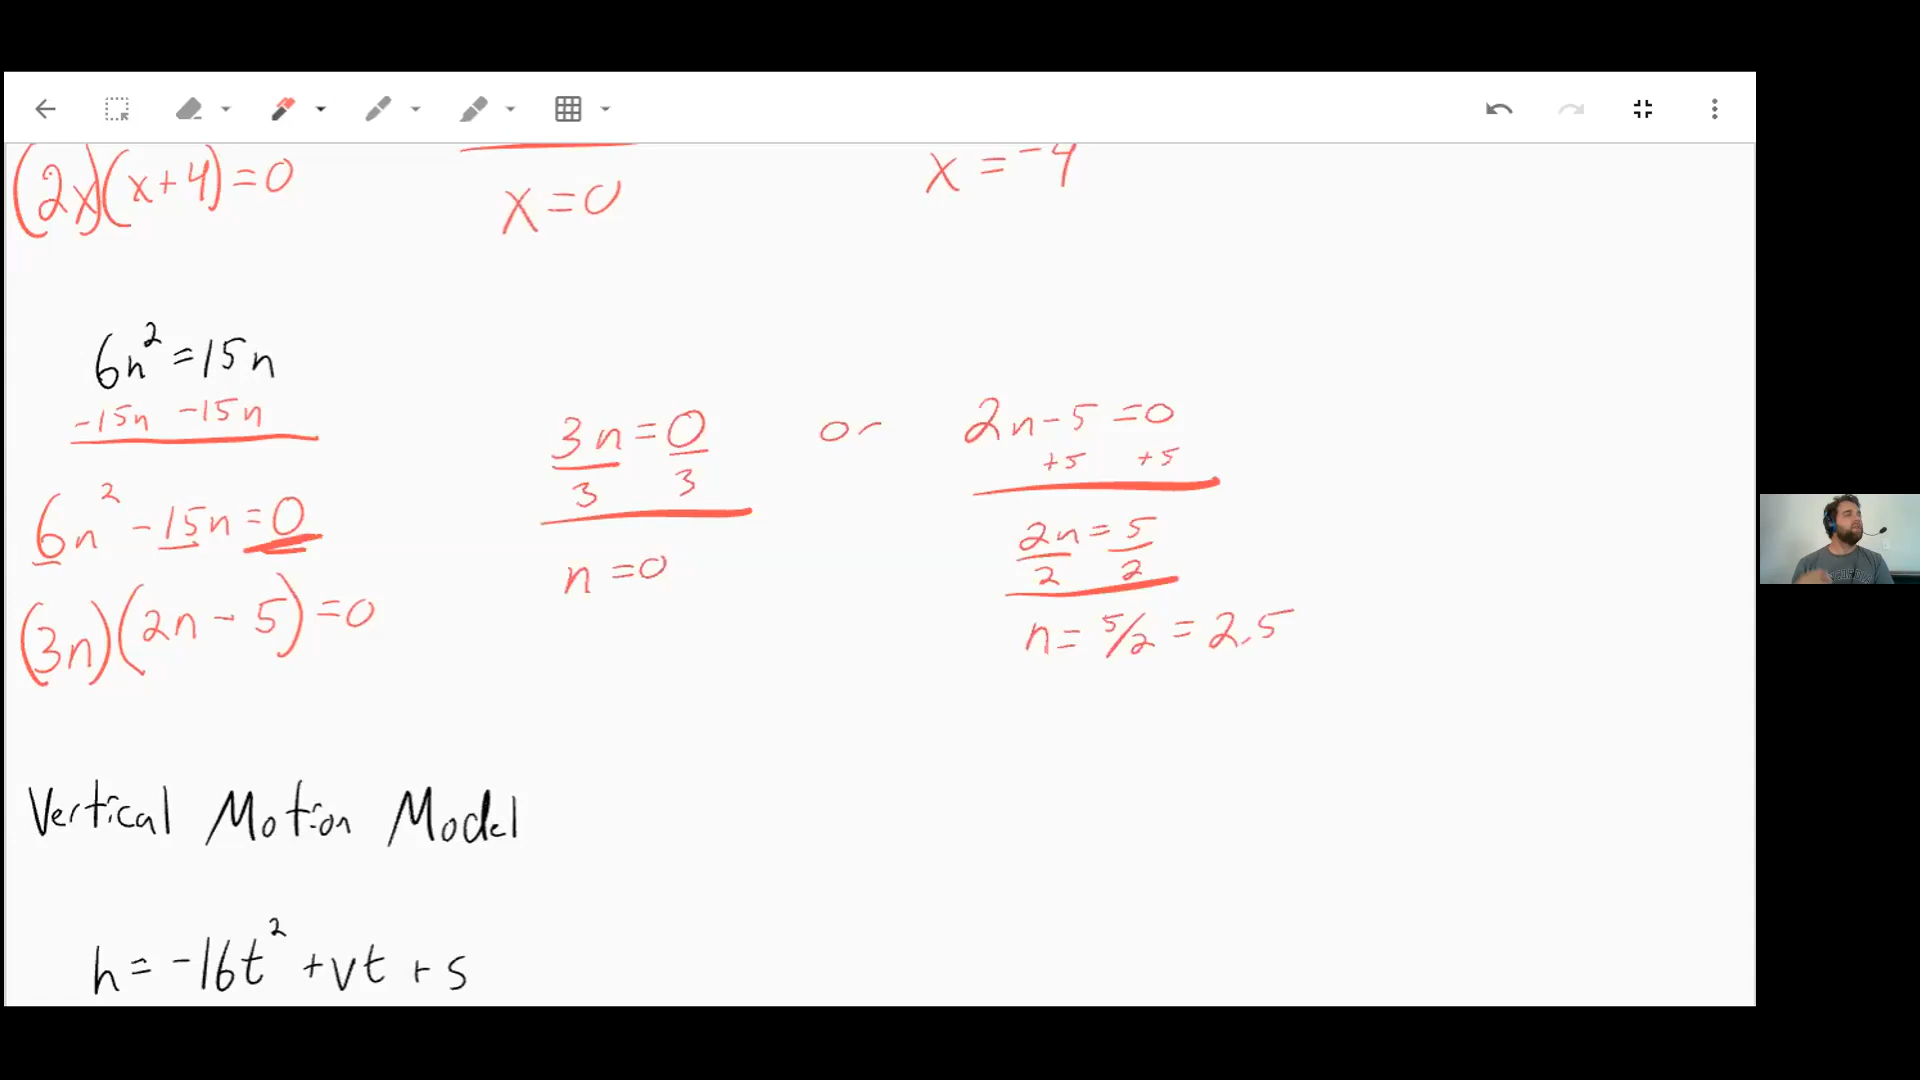 (2x)(x+4)=0
x=0
x=-4
6n²=15n
-15n -15n
6n²-15n=0
(3n)(2n-5)=0
3n=0
3 3
n=0
or
2n-5=0
+5 +5
2n=5
2 2
n=5/2=2.5
Vertical Motion Model
h=-16t²+vt+s